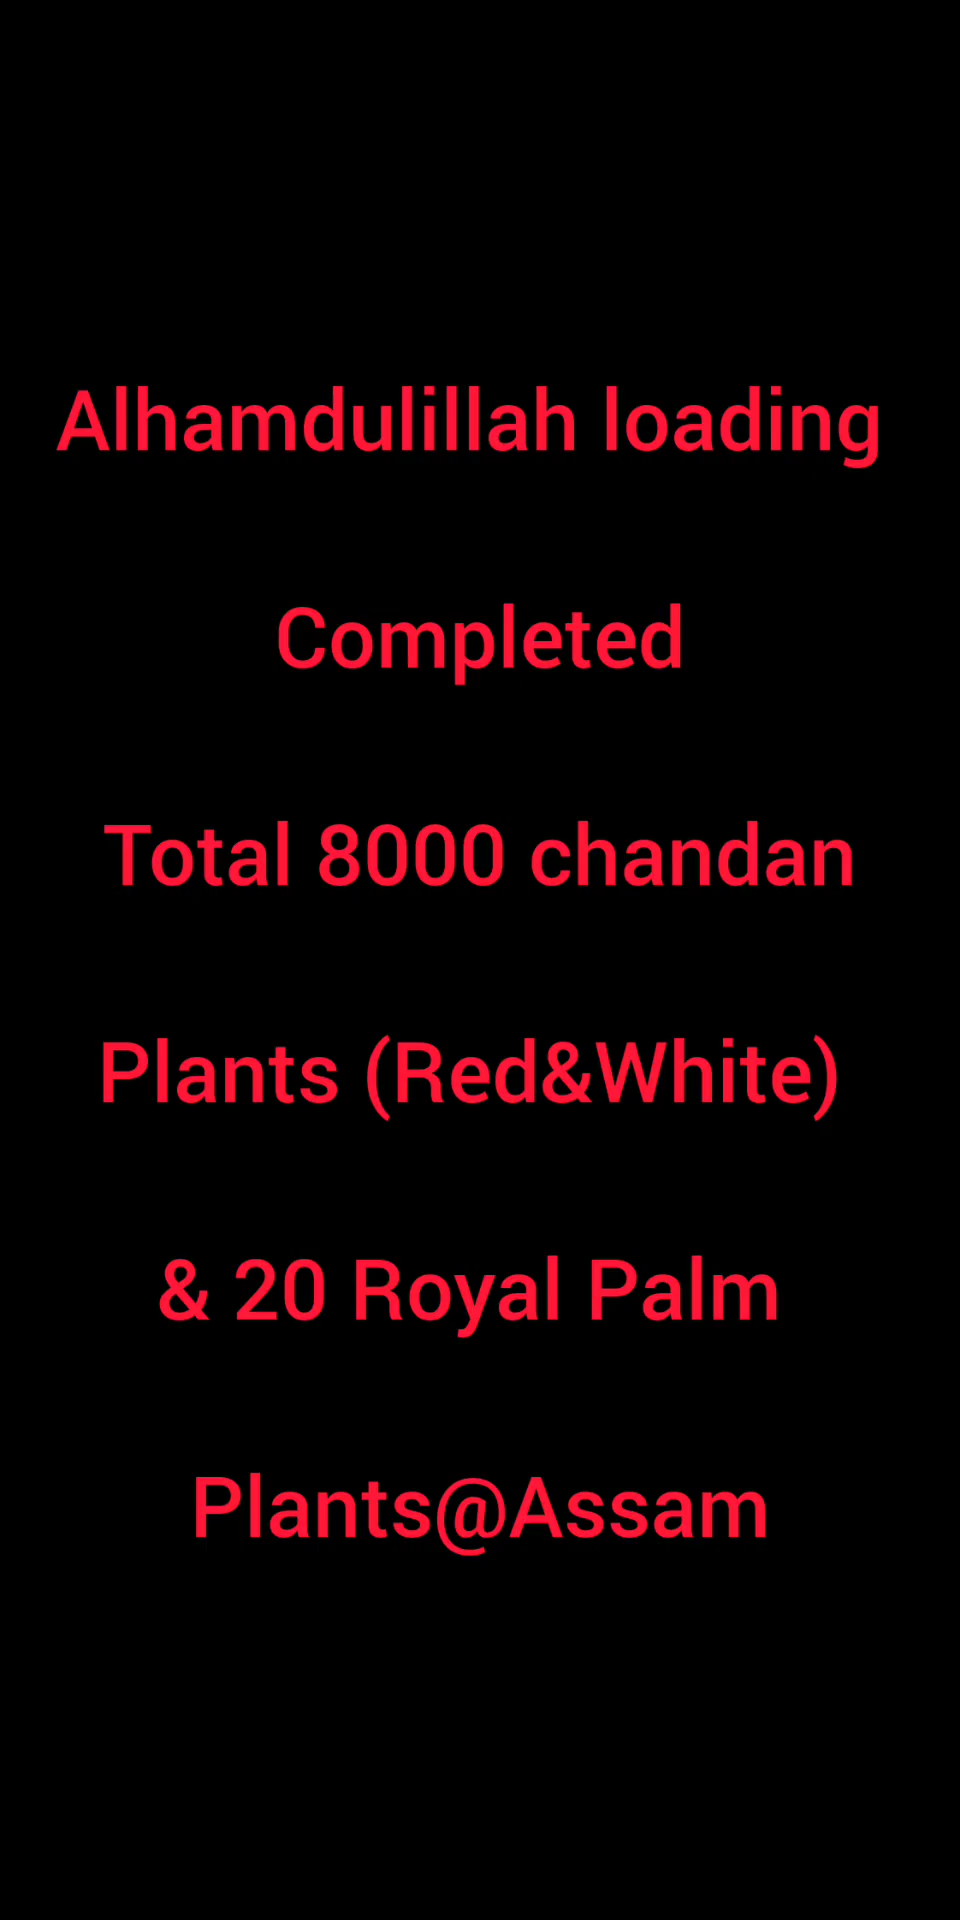 Alhamdulillah loading
Completed
Total 8000 chandan
Plants (Red&White)
& 20 Royal Palm
Plants@Assam